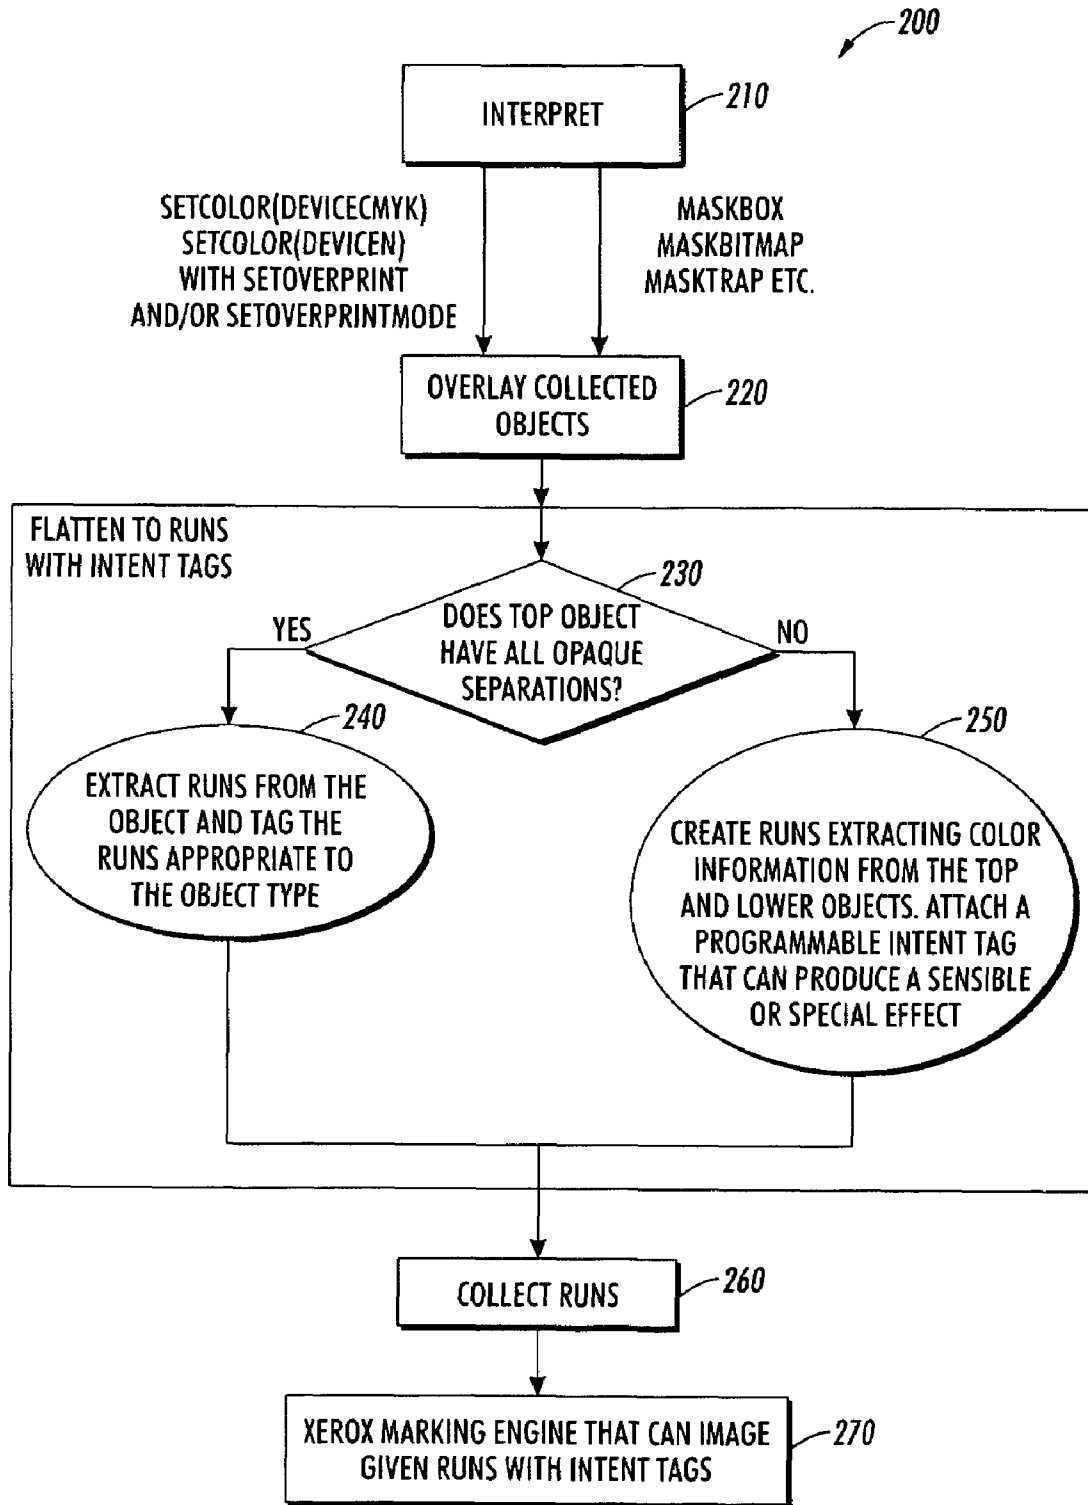 200
INTERPRET
210
SETCOLOR(DEVICECMYK)
SETCOLOR(DEVICEN)
WITH SETOVERPRINT
AND/OR SETOVERPRINTMODE
MASKBOX
MASKBITMAP
MASKTRAP ETC.
OVERLAY COLLECTED
OBJECTS
220
FLATTEN TO RUNS
WITH INTENT TAGS
230
DOES TOP OBJECT
HAVE ALL OPAQUE
SEPARATIONS?
YES
NO
240
EXTRACT RUNS FROM THE
OBJECT AND TAG THE
RUNS APPROPRIATE TO
THE OBJECT TYPE
250
CREATE RUNS EXTRACTING COLOR
INFORMATION FROM THE TOP
AND LOWER OBJECTS. ATTACH A
PROGRAMMABLE INTENT TAG
THAT CAN PRODUCE A SENSIBLE
OR SPECIAL EFFECT
COLLECT RUNS
260
XEROX MARKING ENGINE THAT CAN IMAGE
GIVEN RUNS WITH INTENT TAGS
270